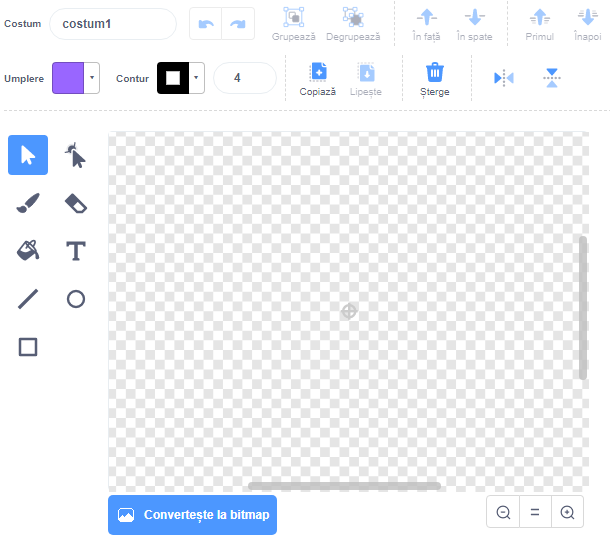 Costum costum1
Grupează Degrupează În față În spate Primul Înapoi
Umplere Contur 4
Copiază Lipește Șterge
T
Convertește la bitmap